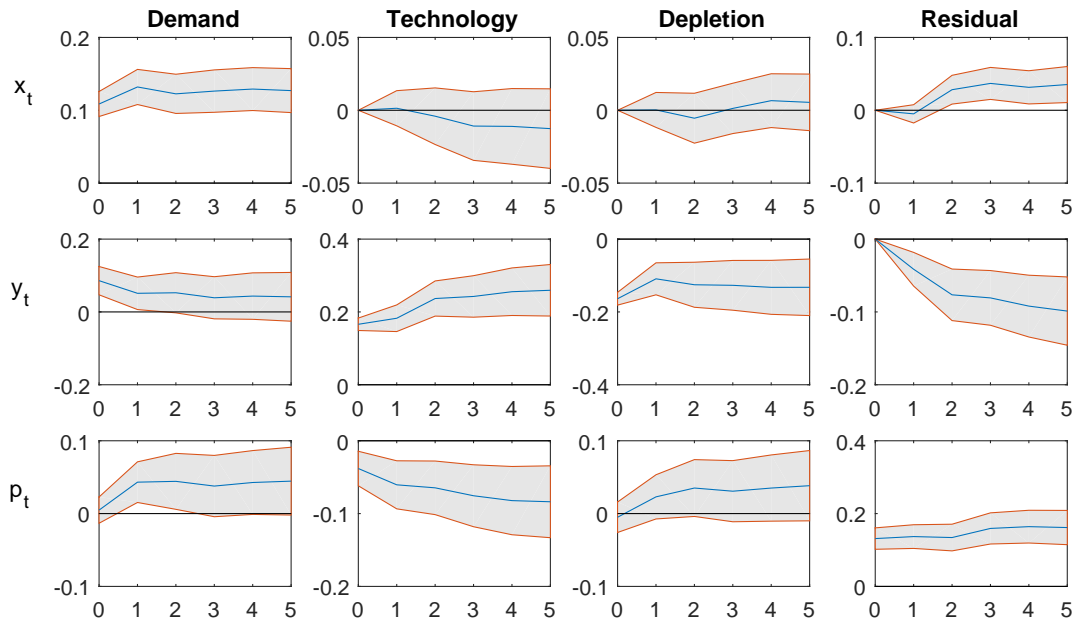 Demand Technology Depletion Residual
0.2 0.05 0.05 0.1
x_t 0.1 0 0 0
0 -0.05 -0.05 -0.1
0 1 2 3 4 5 0 1 2 3 4 5 0 1 2 3 4 5 0 1 2 3 4 5
0.2 0.4 0 0
y_t 0 0.2 -0.2 -0.1
-0.2 0 -0.4 -0.2
0 1 2 3 4 5 0 1 2 3 4 5 0 1 2 3 4 5 0 1 2 3 4 5
0.1 0 0.1 0.4
p_t 0 -0.1 0 0.2
-0.1 -0.2 -0.1 0
0 1 2 3 4 5 0 1 2 3 4 5 0 1 2 3 4 5 0 1 2 3 4 5